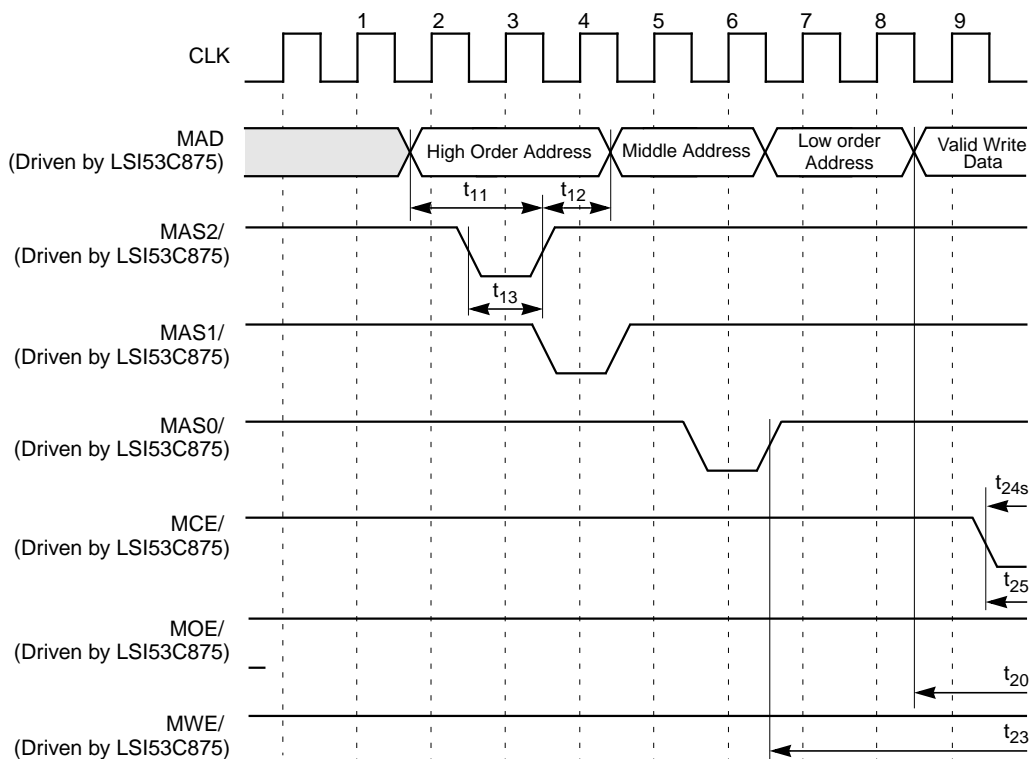 1 2 3 4 5 6 7 8 9
CLK
MAD
(Driven by LSI53C875)
High Order Address
Middle Address
Low order
Address
Valid Write
Data
t11
t12
MAS2/
(Driven by LSI53C875)
t13
MAS1/
(Driven by LSI53C875)
MAS0/
(Driven by LSI53C875)
t24s
MCE/
(Driven by LSI53C875)
t25
MOE/
(Driven by LSI53C875)
t20
MWE/
(Driven by LSI53C875)
t23